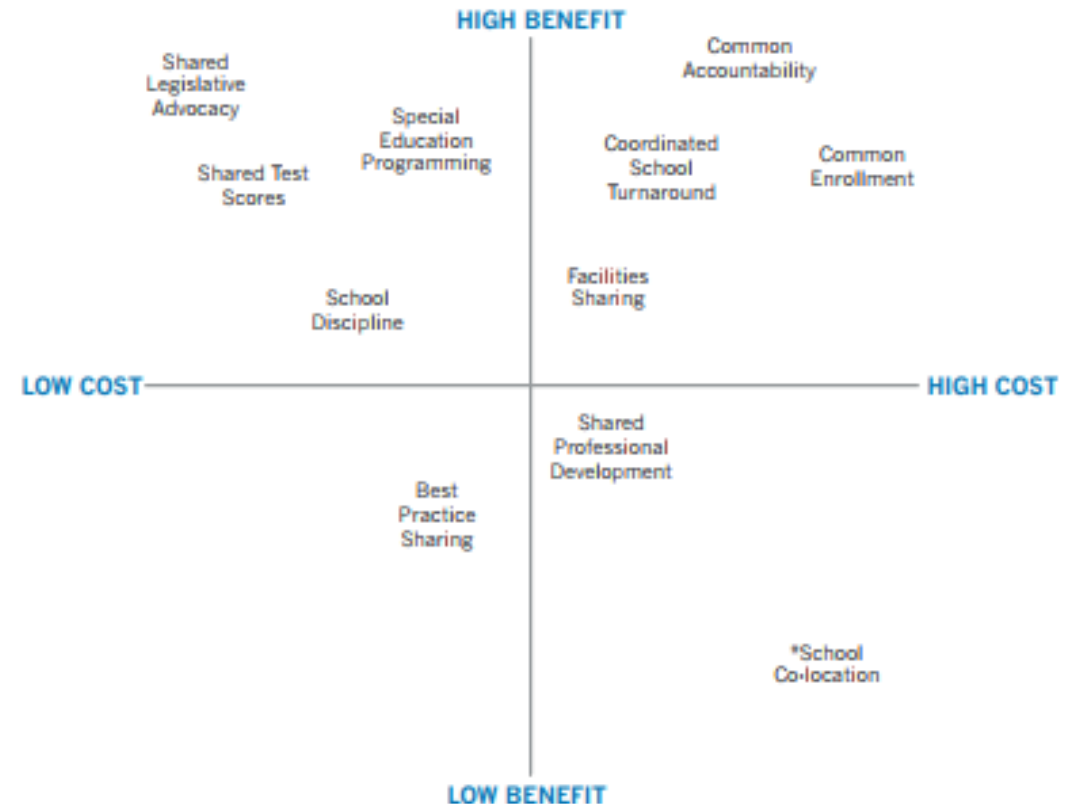 HIGH BENEFIT
Common
Accountability
Shared
Legislative
Advocacy
Special
Education
Programming
Coordinated
School
Turnaround
Common
Enrollment
Shared Test
Scores
Facilities
Sharing
School
Discipline
LOW COST
HIGH COST
Shared
Professional
Development
Best
Practice
Sharing
*School
Co-location
LOW BENEFIT